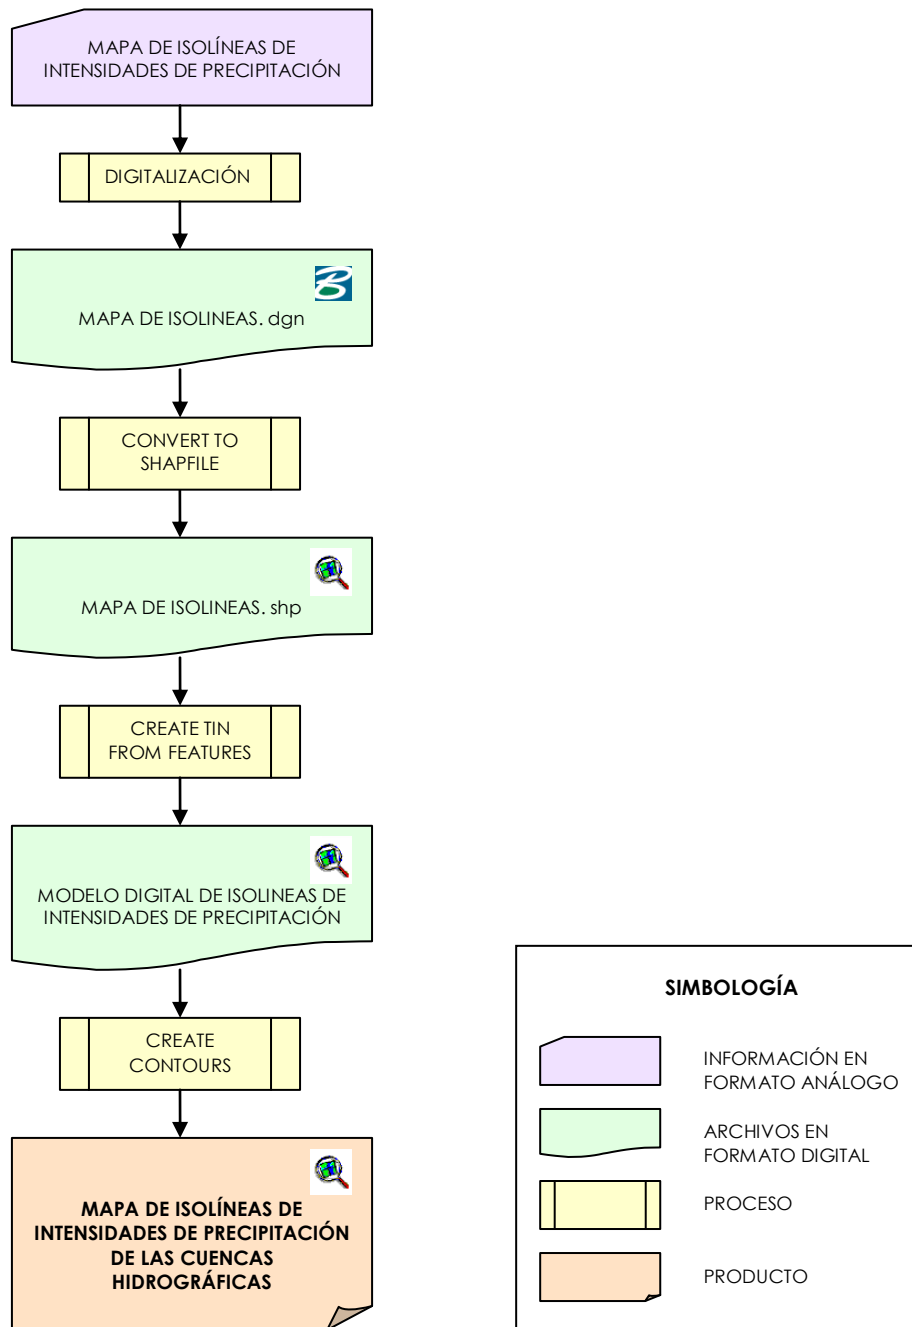 MAPA DE ISOLÍNEAS DE
INTENSIDADES DE PRECIPITACIÓN
DIGITALIZACIÓN
MAPA DE ISOLINEAS. dgn
CONVERT TO
SHAPFILE
MAPA DE ISOLINEAS. shp
CREATE TIN
FROM FEATURES
MODELO DIGITAL DE ISOLINEAS DE
INTENSIDADES DE PRECIPITACIÓN
CREATE
CONTOURS
MAPA DE ISOLÍNEAS DE
INTENSIDADES DE PRECIPITACIÓN
DE LAS CUENCAS
HIDROGRÁFICAS
SIMBOLOGÍA
INFORMACIÓN EN
FORMATO ANÁLOGO
ARCHIVOS EN
FORMATO DIGITAL
PROCESO
PRODUCTO